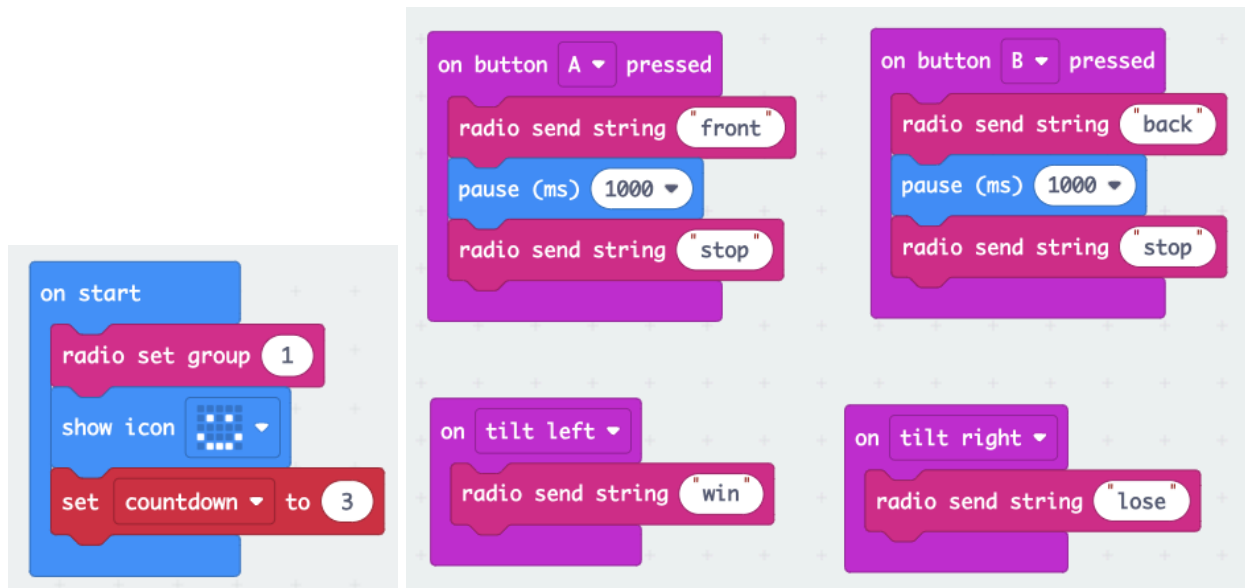 on start
radio set group 1
show icon
set countdown to 3
on button A pressed
radio send string "front"
pause (ms) 1000
radio send string "stop"
on button B pressed
radio send string "back"
pause (ms) 1000
radio send string "stop"
on tilt left
radio send string "win"
on tilt right
radio send string "lose"